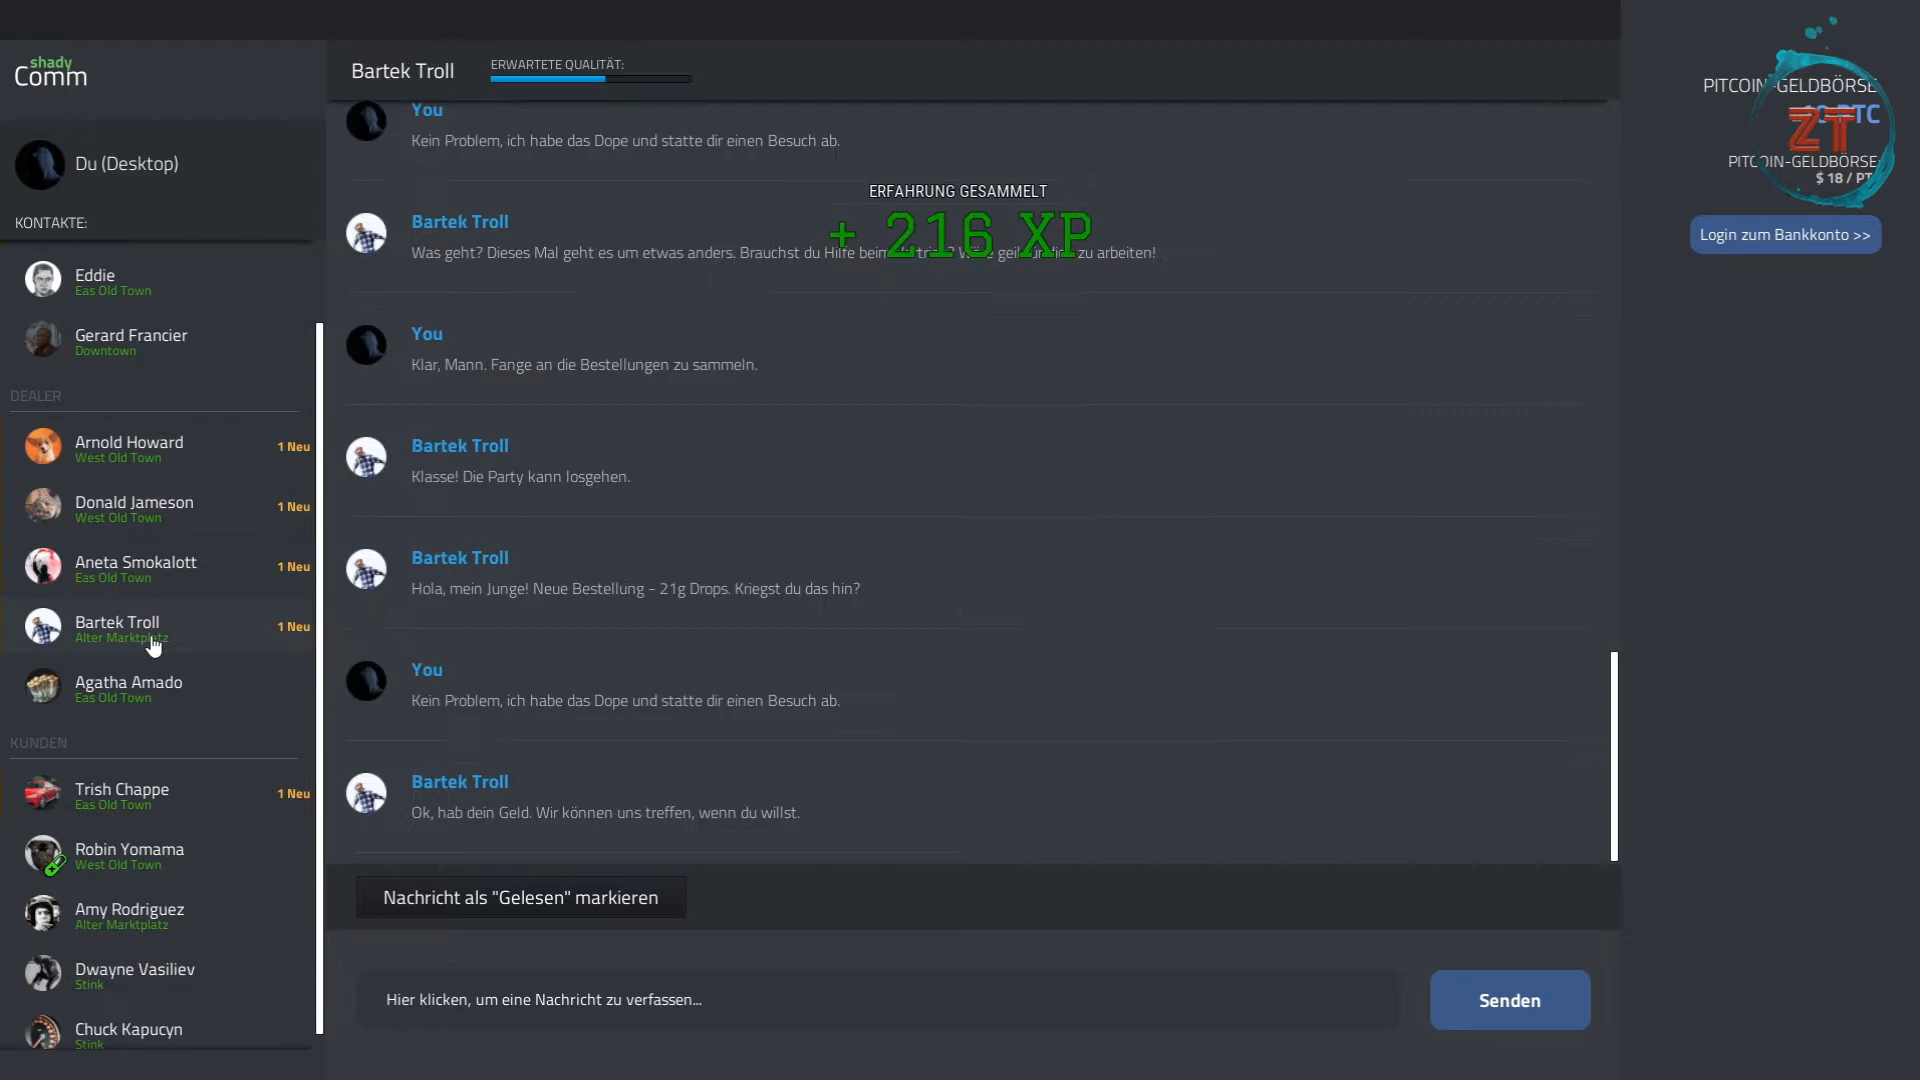 shady
Comm
Du (Desktop)
KONTAKTE:
Eddie
Eas Old Town
Gerard Francier
Downtown
DEALER
Arnold Howard
West Old Town
1 Neu
Donald Jameson
West Old Town
1 Neu
Aneta Smokalott
Eas Old Town
1 Neu
Bartek Troll
Alter Marktplatz
1 Neu
Agatha Amado
Eas Old Town
KUNDEN
Trish Chappe
Eas Old Town
1 Neu
Robin Yomama
West Old Town
Amy Rodriguez
Alter Marktplatz
Dwayne Vasiliev
Stink
Chuck Kapucyn
Stink
Bartek Troll
ERWARTETE QUALITÄT:
You
Kein Problem, ich habe das Dope und statte dir einen Besuch ab.
ERFAHRUNG GESAMMELT
+ 216 XP
Bartek Troll
Was geht? Dieses Mal geht es um etwas anders. Brauchst du Hilfe beim zu arbeiten!
You
Klar, Mann. Fange an die Bestellungen zu sammeln.
Bartek Troll
Klasse! Die Party kann losgehen.
Bartek Troll
Hola, mein Junge! Neue Bestellung - 21g Drops. Kriegst du das hin?
You
Kein Problem, ich habe das Dope und statte dir einen Besuch ab.
Bartek Troll
Ok, hab dein Geld. Wir können uns treffen, wenn du willst.
Nachricht als "Gelesen" markieren
Hier klicken, um eine Nachricht zu verfassen...
Senden
PITCOIN-GELDBÖRSE
PTC
ZT
PITCOIN-GELDBÖRSE:
$ 18 / PT
Login zum Bankkonto >>